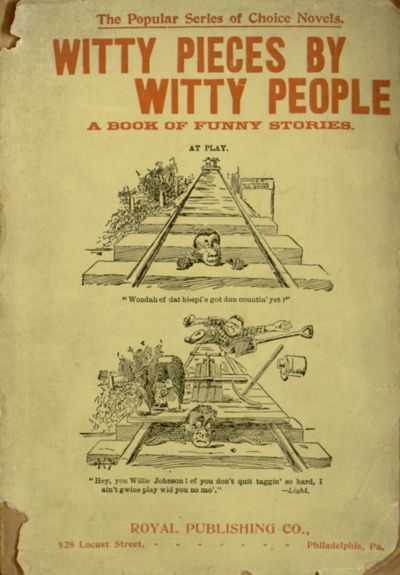 The Popular Series of Choice Novels.
WITTY PIECES BY
WITTY PEOPLE
A BOOK OF FUNNY STORIES.
AT PLAY.
"Wondah ef dat heepl's got dun countin' yet?"
"Hey, you Willie Johnson! ef you don't quit taggin' so hard, I
ain't gwine play wid you no mo'."
—Light.
ROYAL PUBLISHING CO.,
529 Locust Street, - - - - - - - Philadelphia, Pa.